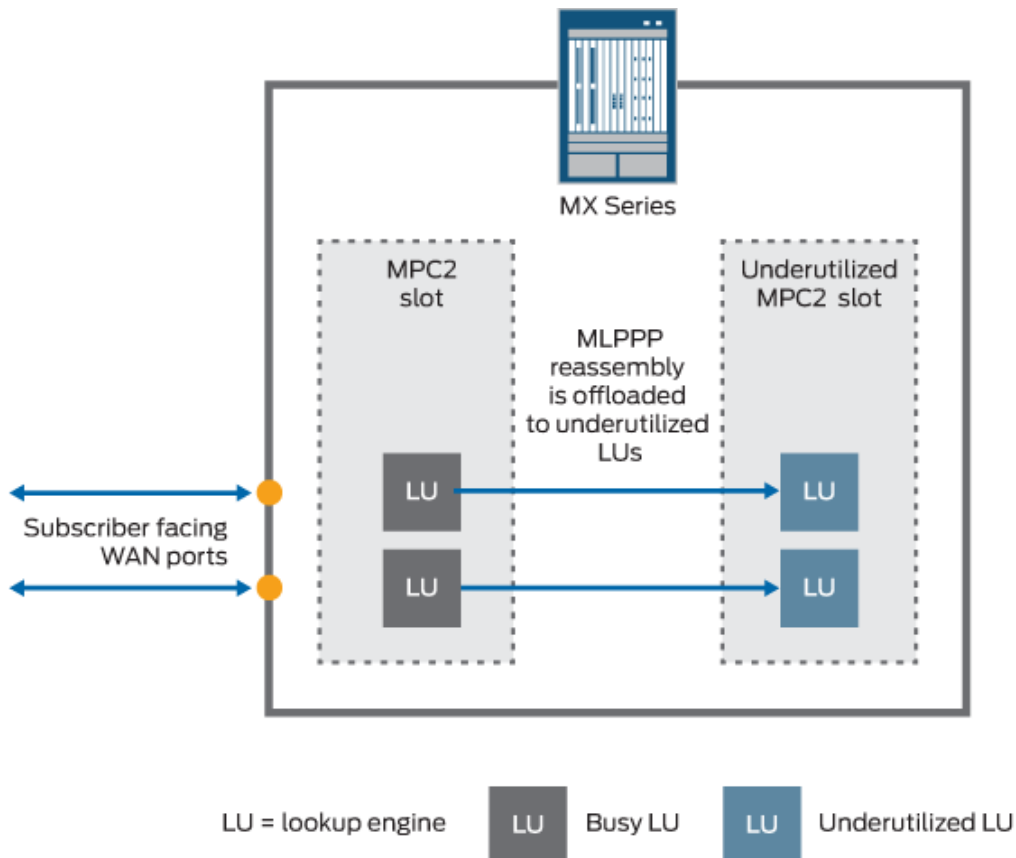 MX Series
MPC2
slot
Underutilized
MPC2 slot
MLPPP
reassembly
is offloaded
to underutilized
LUs
LU
LU
Subscriber facing
WAN ports
LU
LU
LU = lookup engine
LU
Busy LU
LU
Underutilized LU